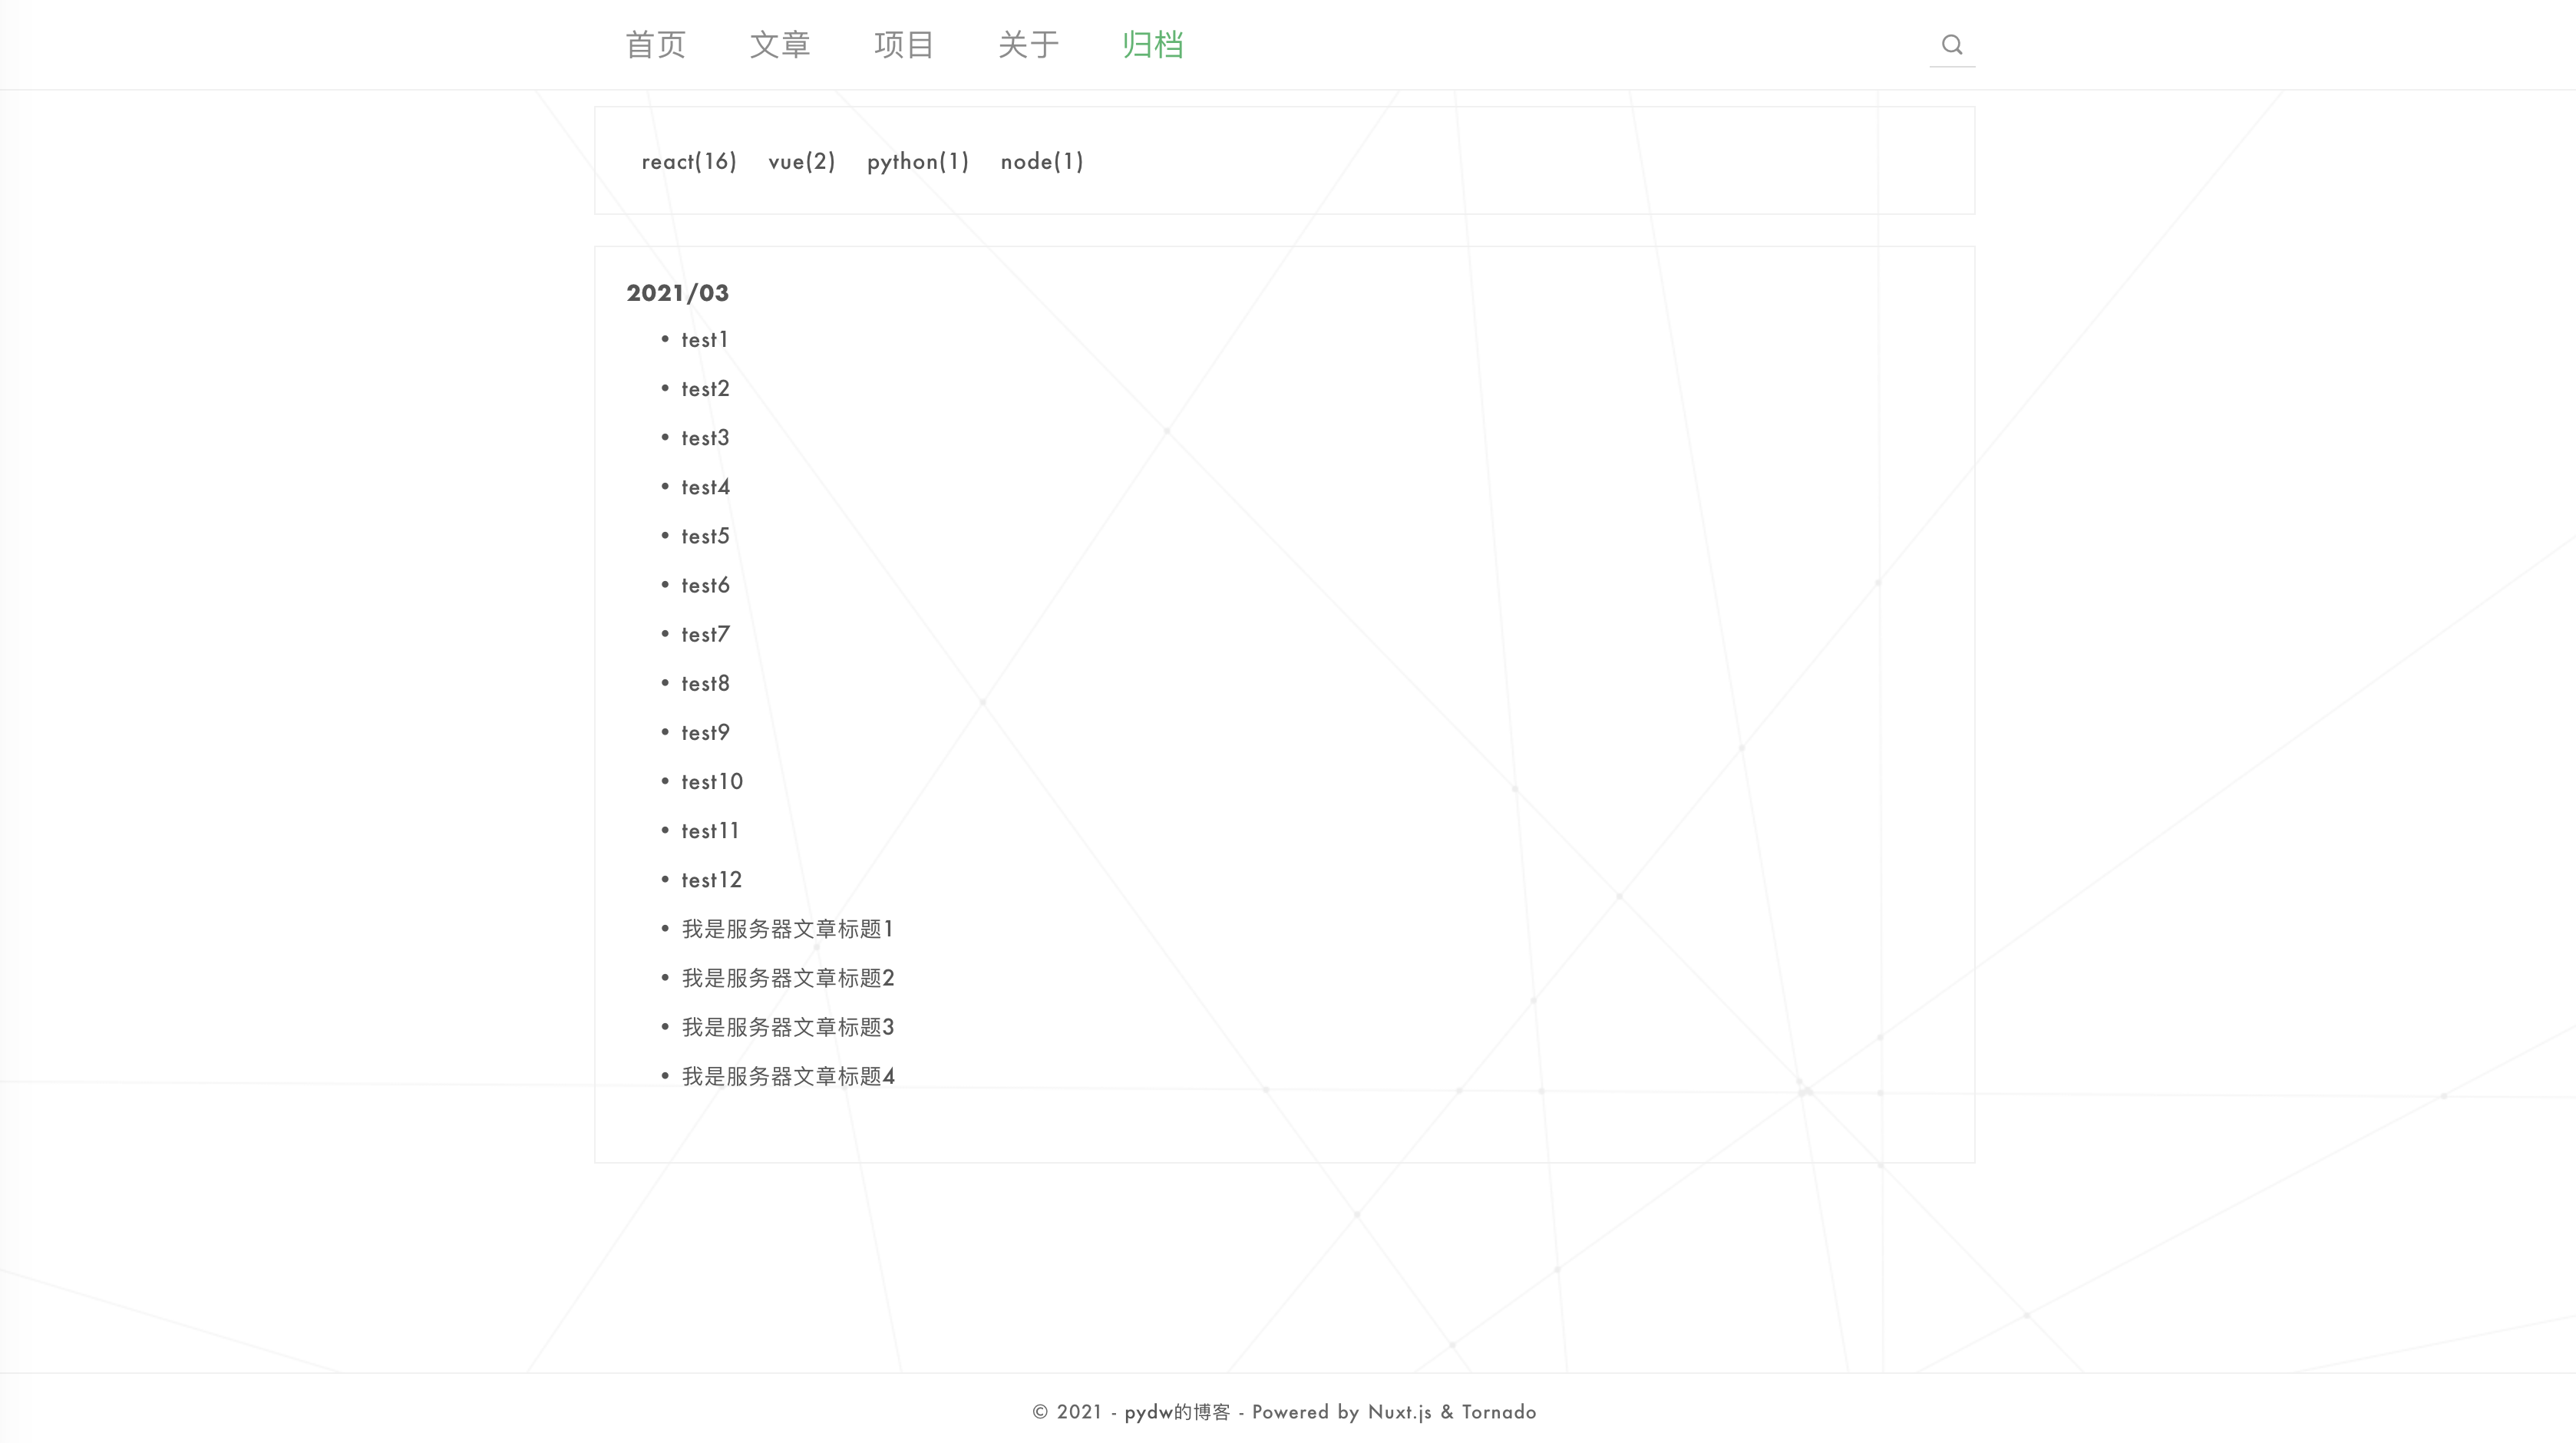 首页 文章 项目 关于 归档
react(16) vue(2) python(1) node(1)
2021/03
• test1
• test2
• test3
• test4
• test5
• test6
• test7
• test8
• test9
• test10
• test11
• test12
• 我是服务器文章标题1
• 我是服务器文章标题2
• 我是服务器文章标题3
• 我是服务器文章标题4
© 2021 - pydw的博客 - Powered by Nuxt.js & Tornado